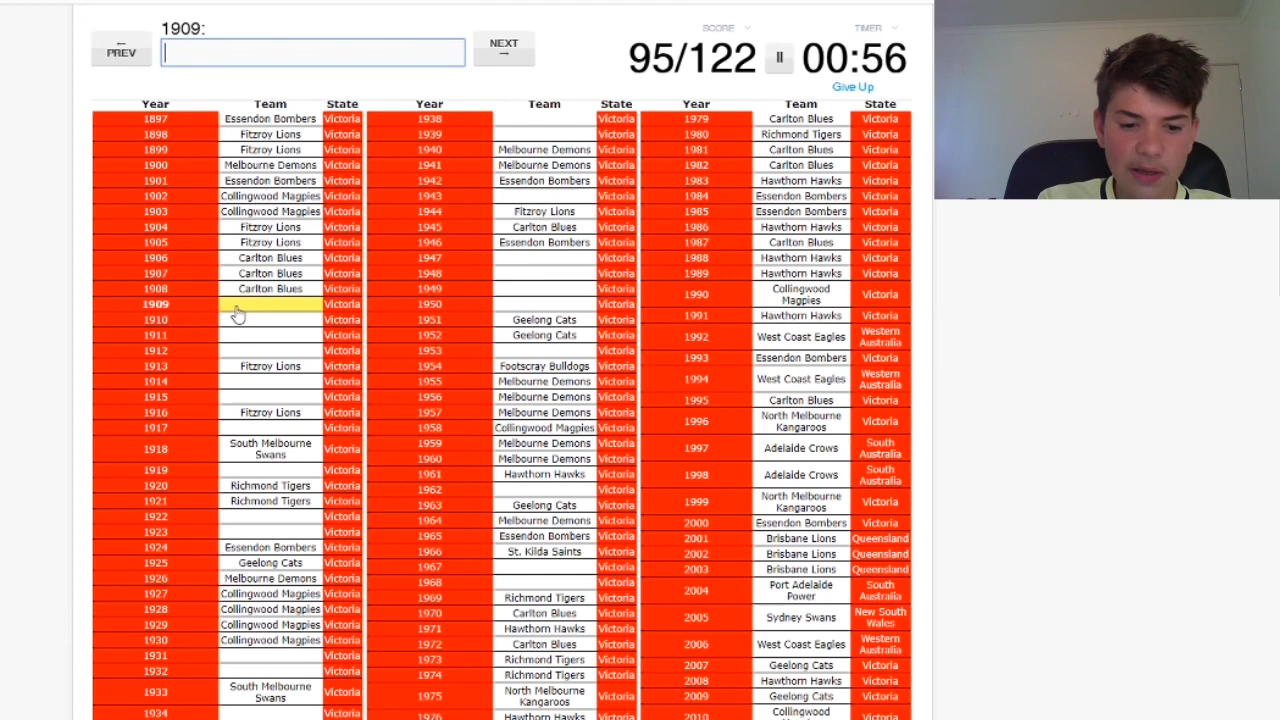 1909:
← PREV
NEXT →
SCORE
95/122
TIMER
00:56
Give Up
Year Team State
1897 Essendon Bombers Victoria
1898 Fitzroy Lions Victoria
1899 Fitzroy Lions Victoria
1900 Melbourne Demons Victoria
1901 Essendon Bombers Victoria
1902 Collingwood Magpies Victoria
1903 Collingwood Magpies Victoria
1904 Fitzroy Lions Victoria
1905 Fitzroy Lions Victoria
1906 Carlton Blues Victoria
1907 Carlton Blues Victoria
1908 Carlton Blues Victoria
1909 Victoria
1910 Victoria
1911 Victoria
1912 Victoria
1913 Fitzroy Lions Victoria
1914 Victoria
1915 Victoria
1916 Fitzroy Lions Victoria
1917 Victoria
1918 South Melbourne Swans Victoria
1919 Victoria
1920 Richmond Tigers Victoria
1921 Richmond Tigers Victoria
1922 Victoria
1923 Victoria
1924 Essendon Bombers Victoria
1925 Geelong Cats Victoria
1926 Melbourne Demons Victoria
1927 Collingwood Magpies Victoria
1928 Collingwood Magpies Victoria
1929 Collingwood Magpies Victoria
1930 Collingwood Magpies Victoria
1931 Victoria
1932 Victoria
1933 South Melbourne Swans Victoria
1934 Victoria
Year Team State
1938 Victoria
1939 Victoria
1940 Melbourne Demons Victoria
1941 Melbourne Demons Victoria
1942 Essendon Bombers Victoria
1943 Victoria
1944 Fitzroy Lions Victoria
1945 Carlton Blues Victoria
1946 Essendon Bombers Victoria
1947 Victoria
1948 Victoria
1949 Victoria
1950 Victoria
1951 Geelong Cats Victoria
1952 Geelong Cats Victoria
1953 Victoria
1954 Footscray Bulldogs Victoria
1955 Melbourne Demons Victoria
1956 Melbourne Demons Victoria
1957 Melbourne Demons Victoria
1958 Collingwood Magpies Victoria
1959 Melbourne Demons Victoria
1960 Melbourne Demons Victoria
1961 Hawthorn Hawks Victoria
1962 Victoria
1963 Geelong Cats Victoria
1964 Melbourne Demons Victoria
1965 Essendon Bombers Victoria
1966 St. Kilda Saints Victoria
1967 Victoria
1968 Victoria
1969 Richmond Tigers Victoria
1970 Carlton Blues Victoria
1971 Hawthorn Hawks Victoria
1972 Carlton Blues Victoria
1973 Richmond Tigers Victoria
1974 Richmond Tigers Victoria
1975 North Melbourne Kangaroos Victoria
1976 Hawthorn Hawks Victoria
Year Team State
1979 Carlton Blues Victoria
1980 Richmond Tigers Victoria
1981 Carlton Blues Victoria
1982 Carlton Blues Victoria
1983 Hawthorn Hawks Victoria
1984 Essendon Bombers Victoria
1985 Essendon Bombers Victoria
1986 Hawthorn Hawks Victoria
1987 Carlton Blues Victoria
1988 Hawthorn Hawks Victoria
1989 Hawthorn Hawks Victoria
1990 Collingwood Magpies Victoria
1991 Hawthorn Hawks Victoria
1992 West Coast Eagles Western Australia
1993 Essendon Bombers Victoria
1994 West Coast Eagles Western Australia
1995 Carlton Blues Victoria
1996 North Melbourne Kangaroos Victoria
1997 Adelaide Crows South Australia
1998 Adelaide Crows South Australia
1999 North Melbourne Kangaroos Victoria
2000 Essendon Bombers Victoria
2001 Brisbane Lions Queensland
2002 Brisbane Lions Queensland
2003 Brisbane Lions Queensland
2004 Port Adelaide Power South Australia
2005 Sydney Swans New South Wales
2006 West Coast Eagles Western Australia
2007 Geelong Cats Victoria
2008 Hawthorn Hawks Victoria
2009 Geelong Cats Victoria
2010 Collingwood Victoria